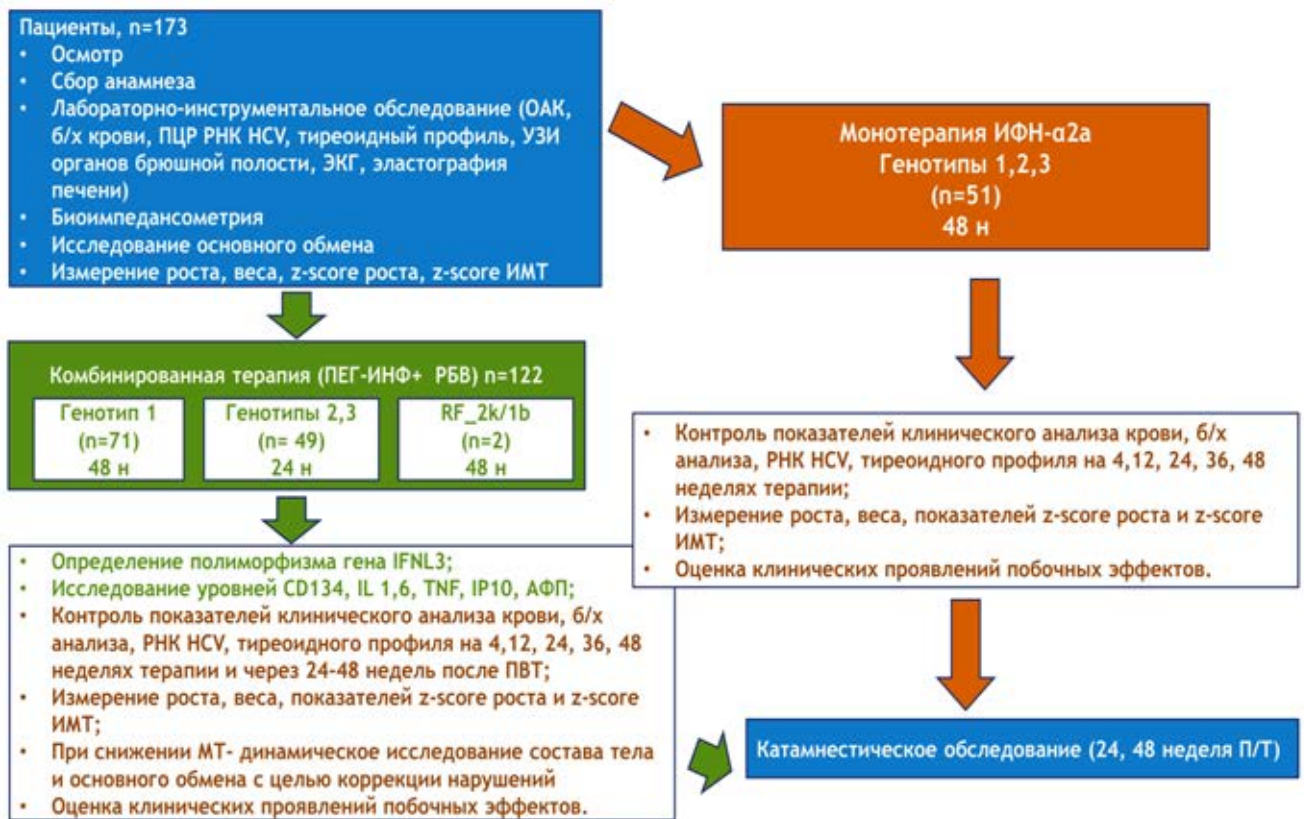 Пациенты, n=173
• Осмотр
• Сбор анамнеза
• Лабораторно-инструментальное обследование (ОАК,
б/х крови, ПЦР РНК HCV, тиреоидный профиль, УЗИ
органов брюшной полости, ЭКГ, эластография
печени)
• Биоимпедансометрия
• Исследование основного обмена
• Измерение роста, веса, z-score роста, z-score ИМТ
Монотерапия ИФН-α2а
Генотипы 1,2,3
(n=51)
48 н
Комбинированная терапия (ПЕГ-ИНФ+ РБВ) n=122
Генотип 1
(n=71)
48 н
Генотипы 2,3
(n= 49)
24 н
RF_2k/1b
(n=2)
48 н
• Контроль показателей клинического анализа крови, б/х
анализа, РНК HCV, тиреоидного профиля на 4,12, 24, 36, 48
неделях терапии;
• Измерение роста, веса, показателей z-score роста и z-score
ИМТ;
• Оценка клинических проявлений побочных эффектов.
• Определение полиморфизма гена IFNL3;
• Исследование уровней CD134, IL 1,6, TNF, IP10, АФП;
• Контроль показателей клинического анализа крови, б/х
анализа, РНК HCV, тиреоидного профиля на 4,12, 24, 36, 48
неделях терапии и через 24-48 недель после ПВТ;
• Измерение роста, веса, показателей z-score роста и z-score
ИМТ;
• При снижении МТ- динамическое исследование состава тела
и основного обмена с целью коррекции нарушений
• Оценка клинических проявлений побочных эффектов.
Катамнестическое обследование (24, 48 неделя П/Т)